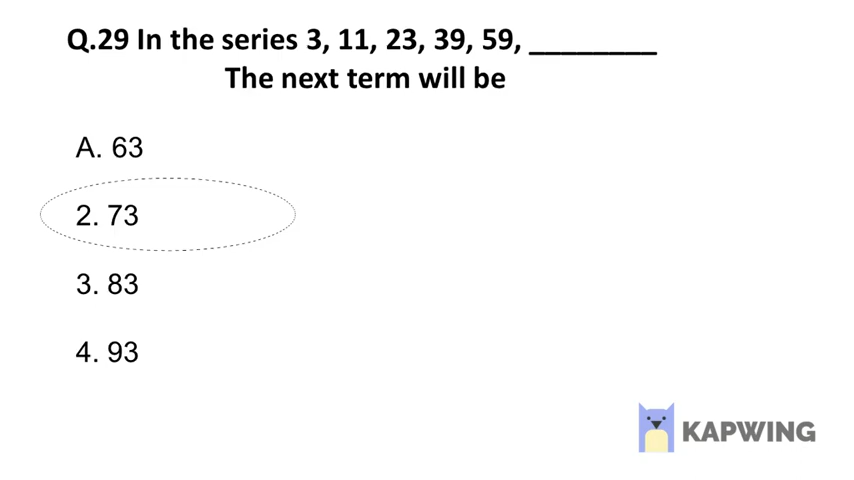 Q.29 In the series 3, 11, 23, 39, 59, ________
The next term will be
A. 63
2. 73
3. 83
4. 93
KAPWING